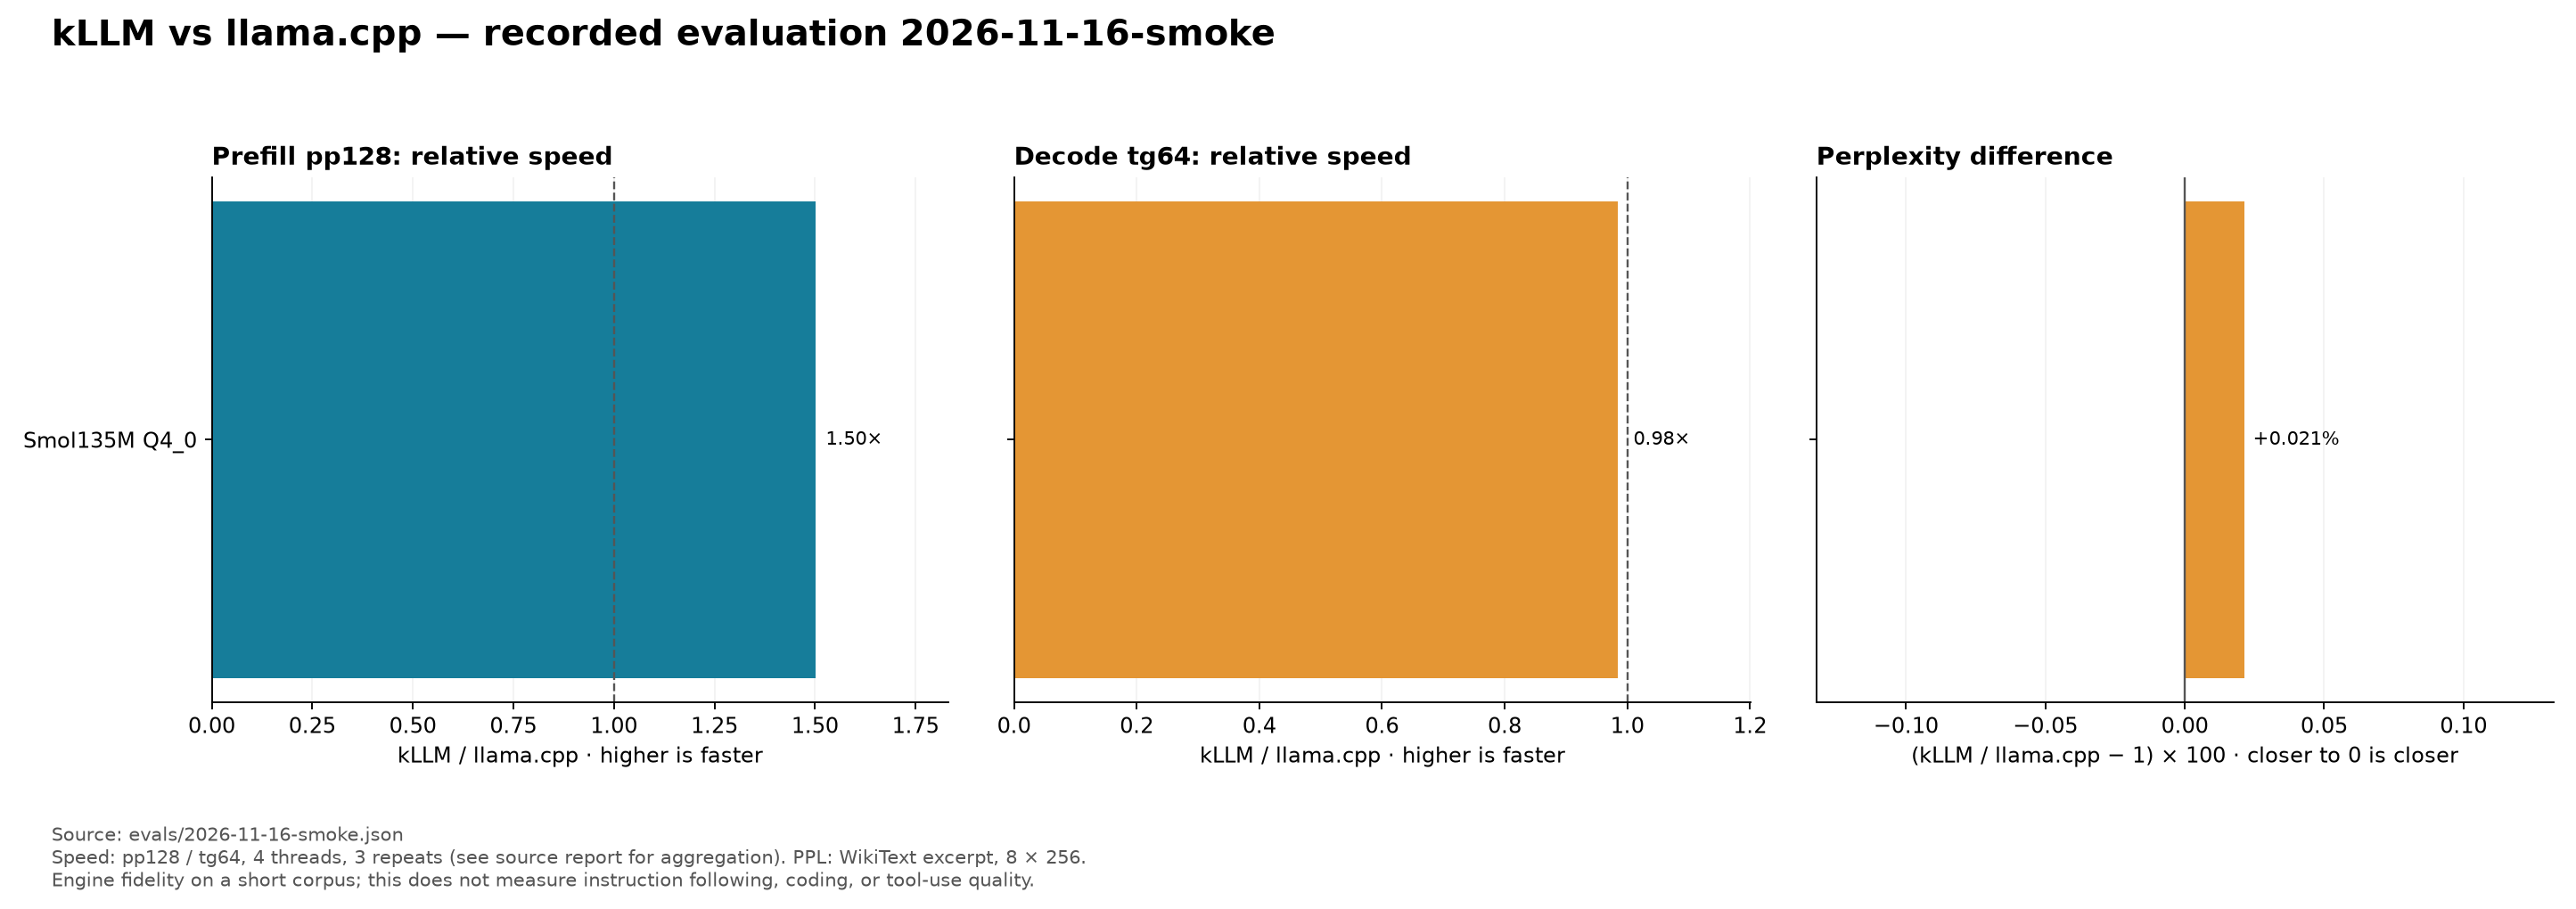 kLLM vs llama.cpp — recorded evaluation 2026-11-16-smoke
Prefill pp128: relative speed
Smol135M Q4_0
1.50×
0.00 0.25 0.50 0.75 1.00 1.25 1.50 1.75
kLLM / llama.cpp · higher is faster
Decode tg64: relative speed
0.98×
0.0 0.2 0.4 0.6 0.8 1.0 1.2
kLLM / llama.cpp · higher is faster
Perplexity difference
+0.021%
−0.10 −0.05 0.00 0.05 0.10
(kLLM / llama.cpp − 1) × 100 · closer to 0 is closer
Source: evals/2026-11-16-smoke.json
Speed: pp128 / tg64, 4 threads, 3 repeats (see source report for aggregation). PPL: WikiText excerpt, 8 × 256.
Engine fidelity on a short corpus; this does not measure instruction following, coding, or tool-use quality.